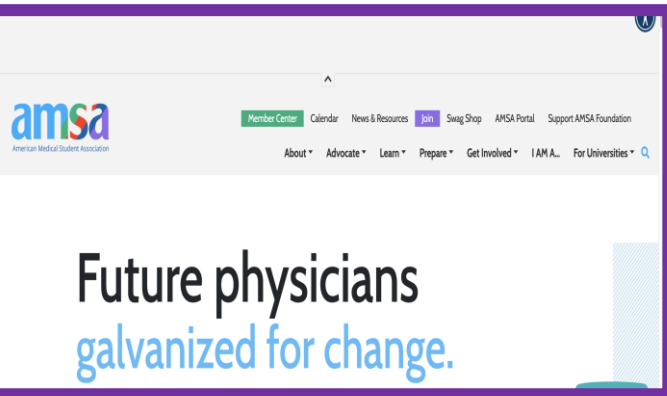 amsa
American Medical Student Association
Member Center Calendar News & Resources Join Swag Shop AMSA Portal Support AMSA Foundation
About Advocate Learn Prepare Get Involved I AM A... For Universities
Future physicians
galvanized for change.